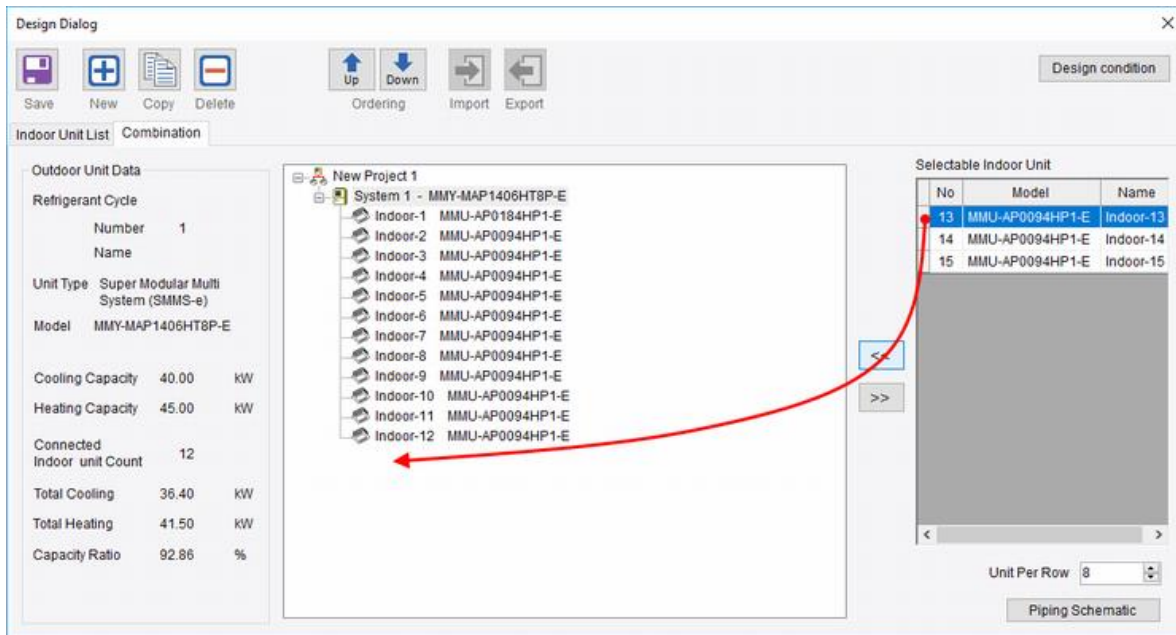 Design Dialog
Save New Copy Delete
Up Down
Ordering
Import Export
Design condition
Indoor Unit List Combination
Outdoor Unit Data
Refrigerant Cycle
Number 1
Name
Unit Type Super Modular Multi
System (SMMS-e)
Model MMY-MAP1406HT8P-E
Cooling Capacity 40.00 kW
Heating Capacity 45.00 kW
Connected
Indoor unit Count 12
Total Cooling 36.40 kW
Total Heating 41.50 kW
Capacity Ratio 92.86 %
New Project 1
System 1 - MMY-MAP1406HT8P-E
Indoor-1 MMU-AP0184HP1-E
Indoor-2 MMU-AP0094HP1-E
Indoor-3 MMU-AP0094HP1-E
Indoor-4 MMU-AP0094HP1-E
Indoor-5 MMU-AP0094HP1-E
Indoor-6 MMU-AP0094HP1-E
Indoor-7 MMU-AP0094HP1-E
Indoor-8 MMU-AP0094HP1-E
Indoor-9 MMU-AP0094HP1-E
Indoor-10 MMU-AP0094HP1-E
Indoor-11 MMU-AP0094HP1-E
Indoor-12 MMU-AP0094HP1-E
<<
>>
Selectable Indoor Unit
No Model Name
13 MMU-AP0094HP1-E Indoor-13
14 MMU-AP0094HP1-E Indoor-14
15 MMU-AP0094HP1-E Indoor-15
Unit Per Row 8
Piping Schematic